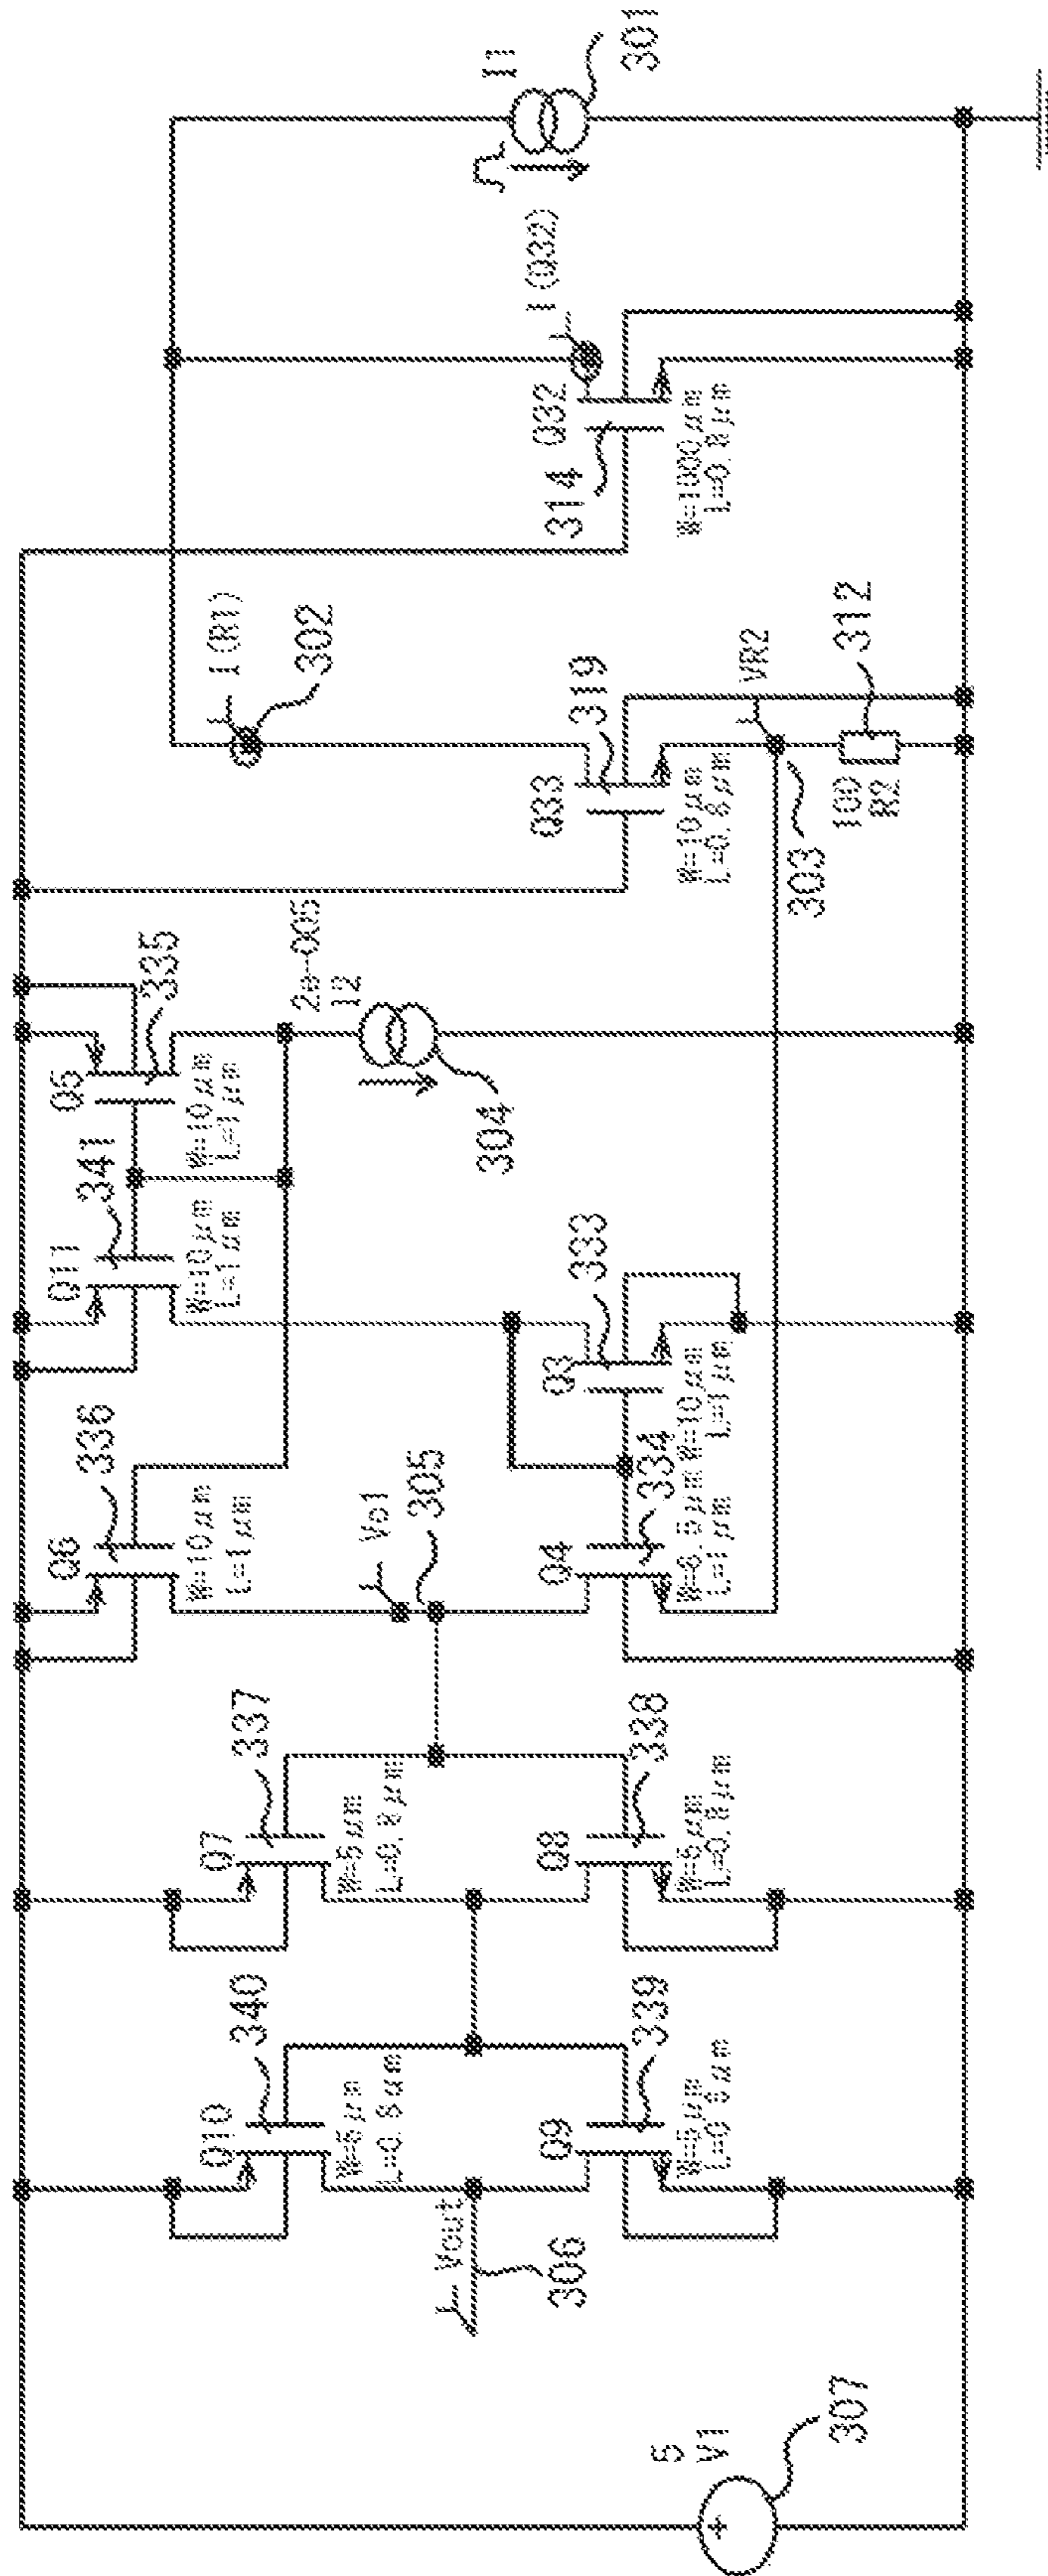 5
V1
307
Vout
306
Q10
340
W=5μm
L=0.8μm
Q9
339
W=5μm
L=0.8μm
Q7
337
W=5μm
L=0.8μm
Q8
338
W=5μm
L=0.8μm
Q6
336
W=10μm
L=1μm
Vo1
305
Q4
334
L=1μm
Q11
341
W=10μm
L=1μm
Q3
333
W=10μm
L=1μm
Q5
335
W=10μm
L=1μm
2e-005
I2
304
Q33
319
W=10μm
L=0.8μm
VR2
303
100
R2
312
I(R1)
302
Q32
314
I(Q32)
W=1000μm
L=0.8μm
I1
301